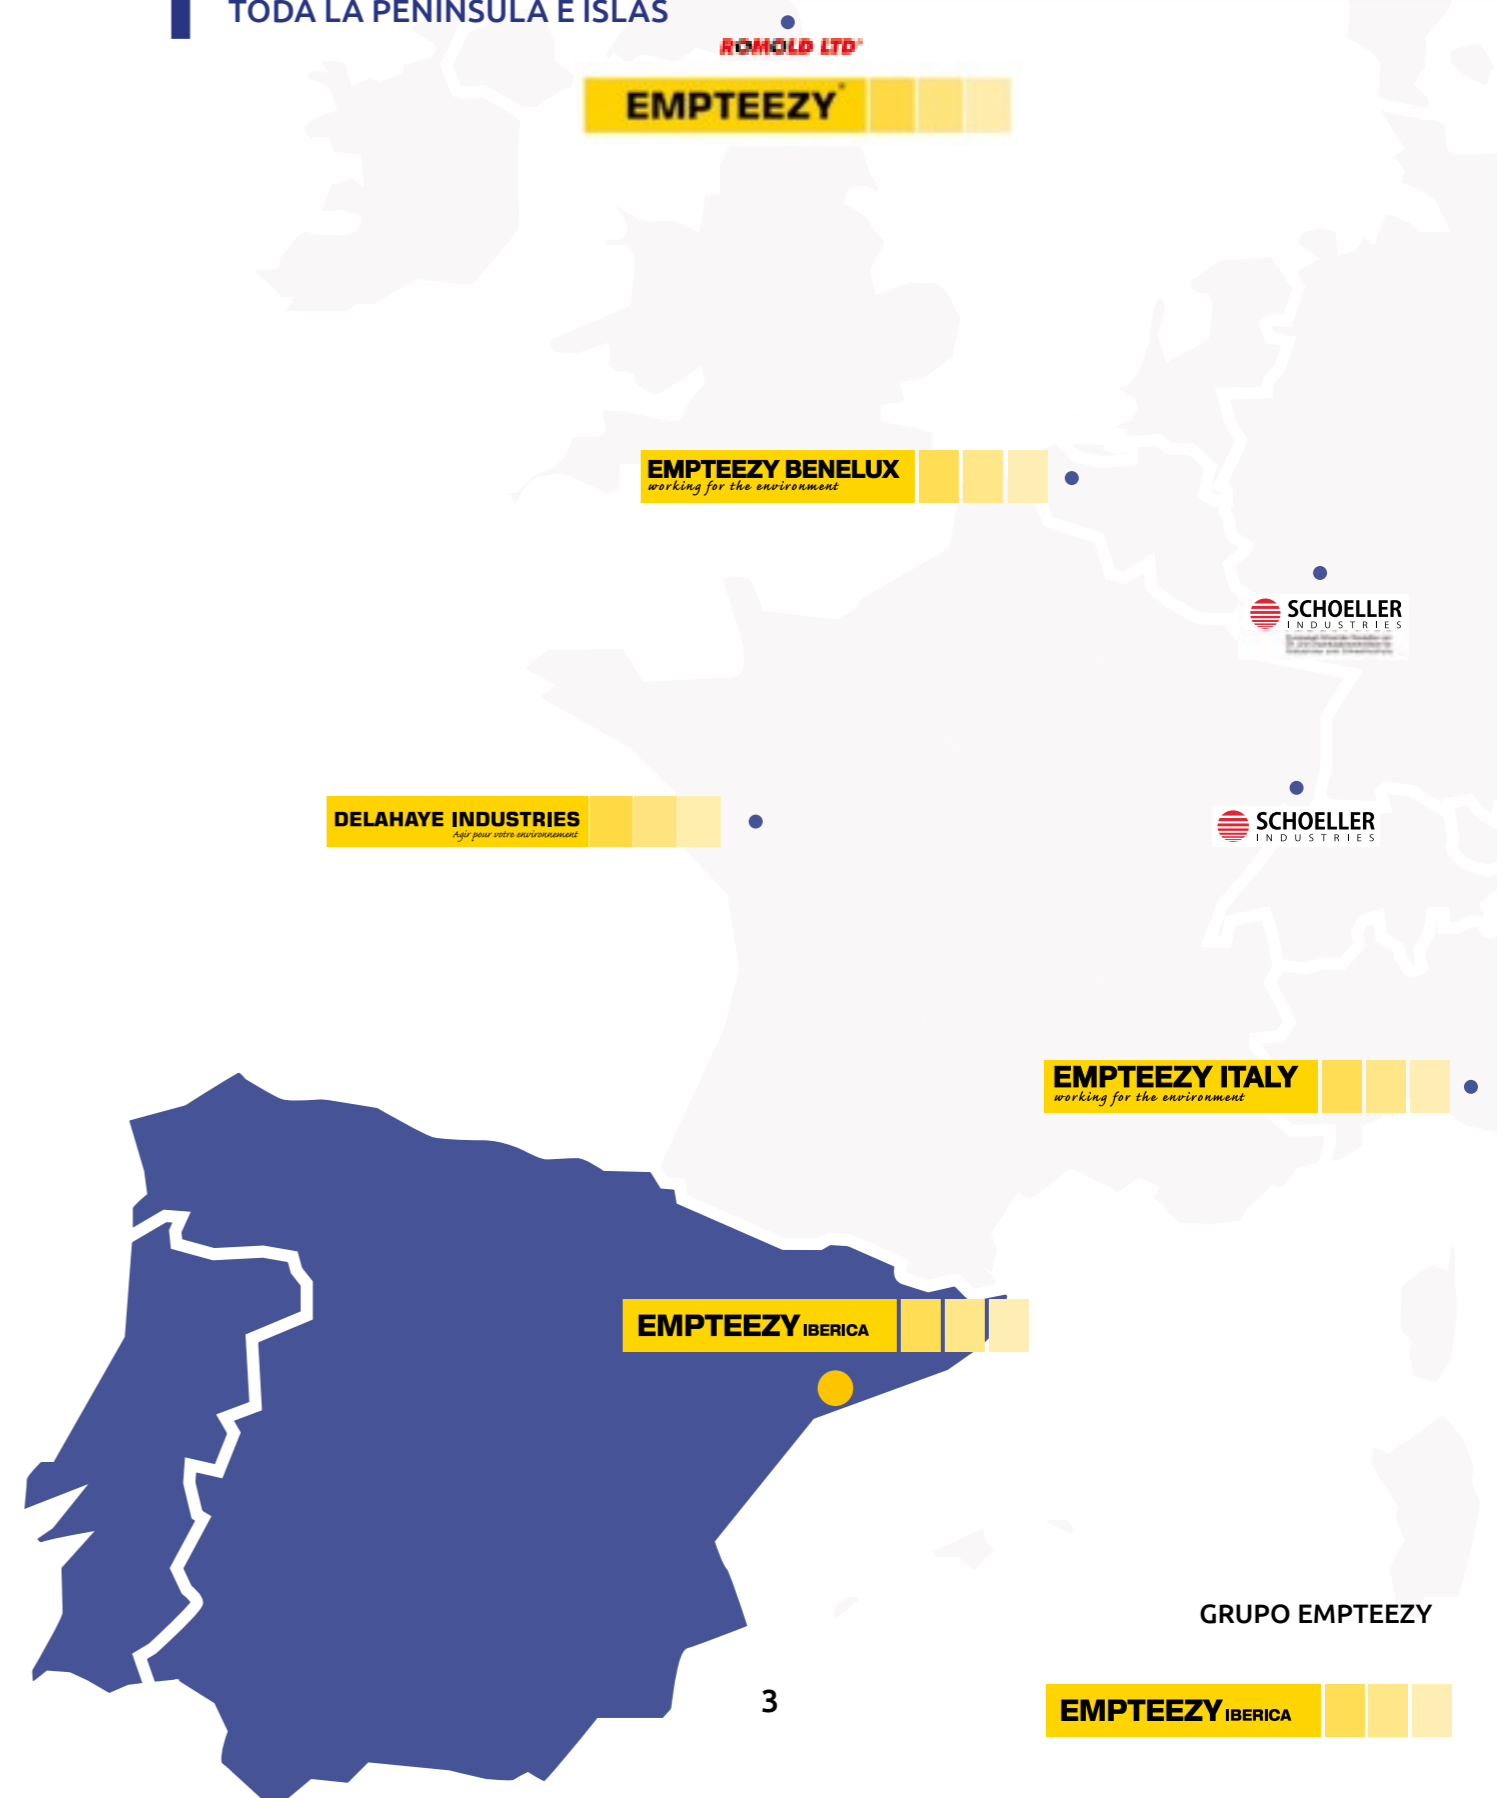 TODA LA PENINSULA E ISLAS
ROMOLD LTD
EMPTEEZY®
EMPTEEZY BENELUX
working for the environment
SCHOELLER
INDUSTRIES
DELAHAYE INDUSTRIES
Agir pour votre environnement
SCHOELLER
INDUSTRIES
EMPTEEZY ITALY
working for the environment
EMPTEEZY IBERICA
GRUPO EMPTEEZY
3
EMPTEEZY IBERICA